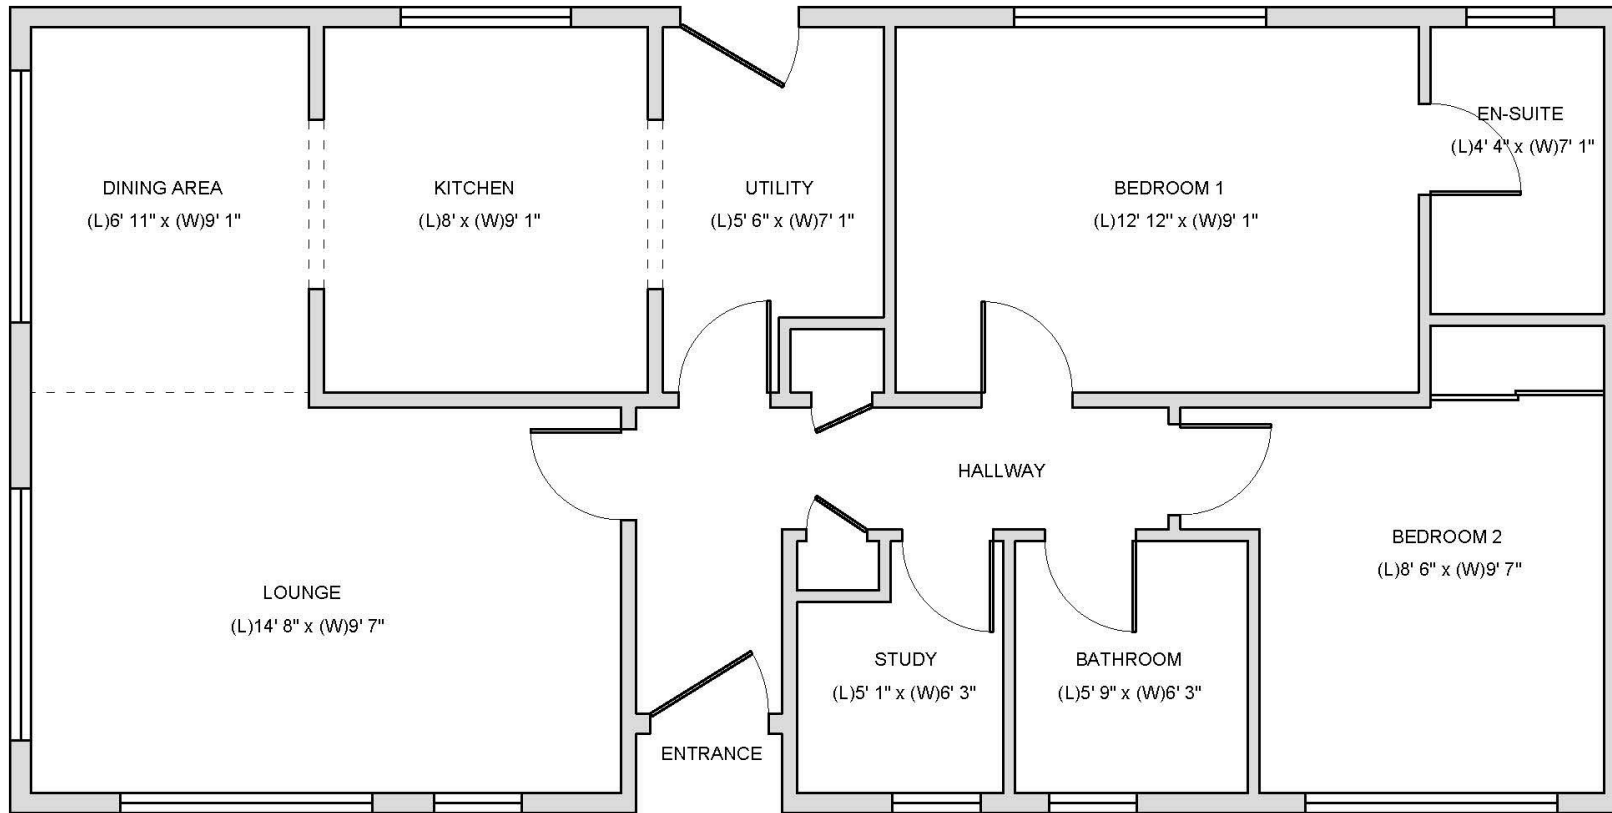 DINING AREA
(L)6' 11" x (W)9' 1"
KITCHEN
(L)8' x (W)9' 1"
UTILITY
(L)5' 6" x (W)7' 1"
BEDROOM 1
(L)12' 12" x (W)9' 1"
EN-SUITE
(L)4' 4" x (W)7' 1"
HALLWAY
LOUNGE
(L)14' 8" x (W)9' 7"
BEDROOM 2
(L)8' 6" x (W)9' 7"
STUDY
(L)5' 1" x (W)6' 3"
BATHROOM
(L)5' 9" x (W)6' 3"
ENTRANCE